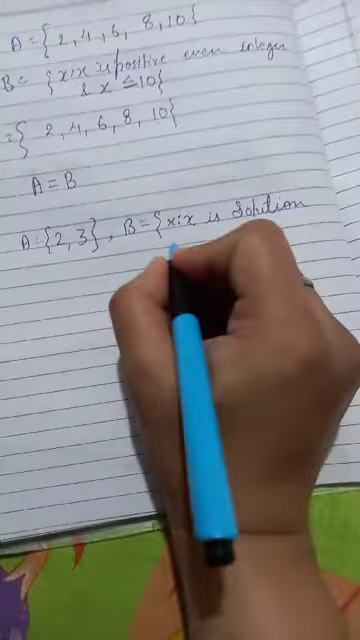 A = {2, 4, 6, 8, 10}
B = {x:x is positive even integer
& x ≤ 10}
= {2, 4, 6, 8, 10}
A = B
A = {2, 3}, B = {x:x is Solution